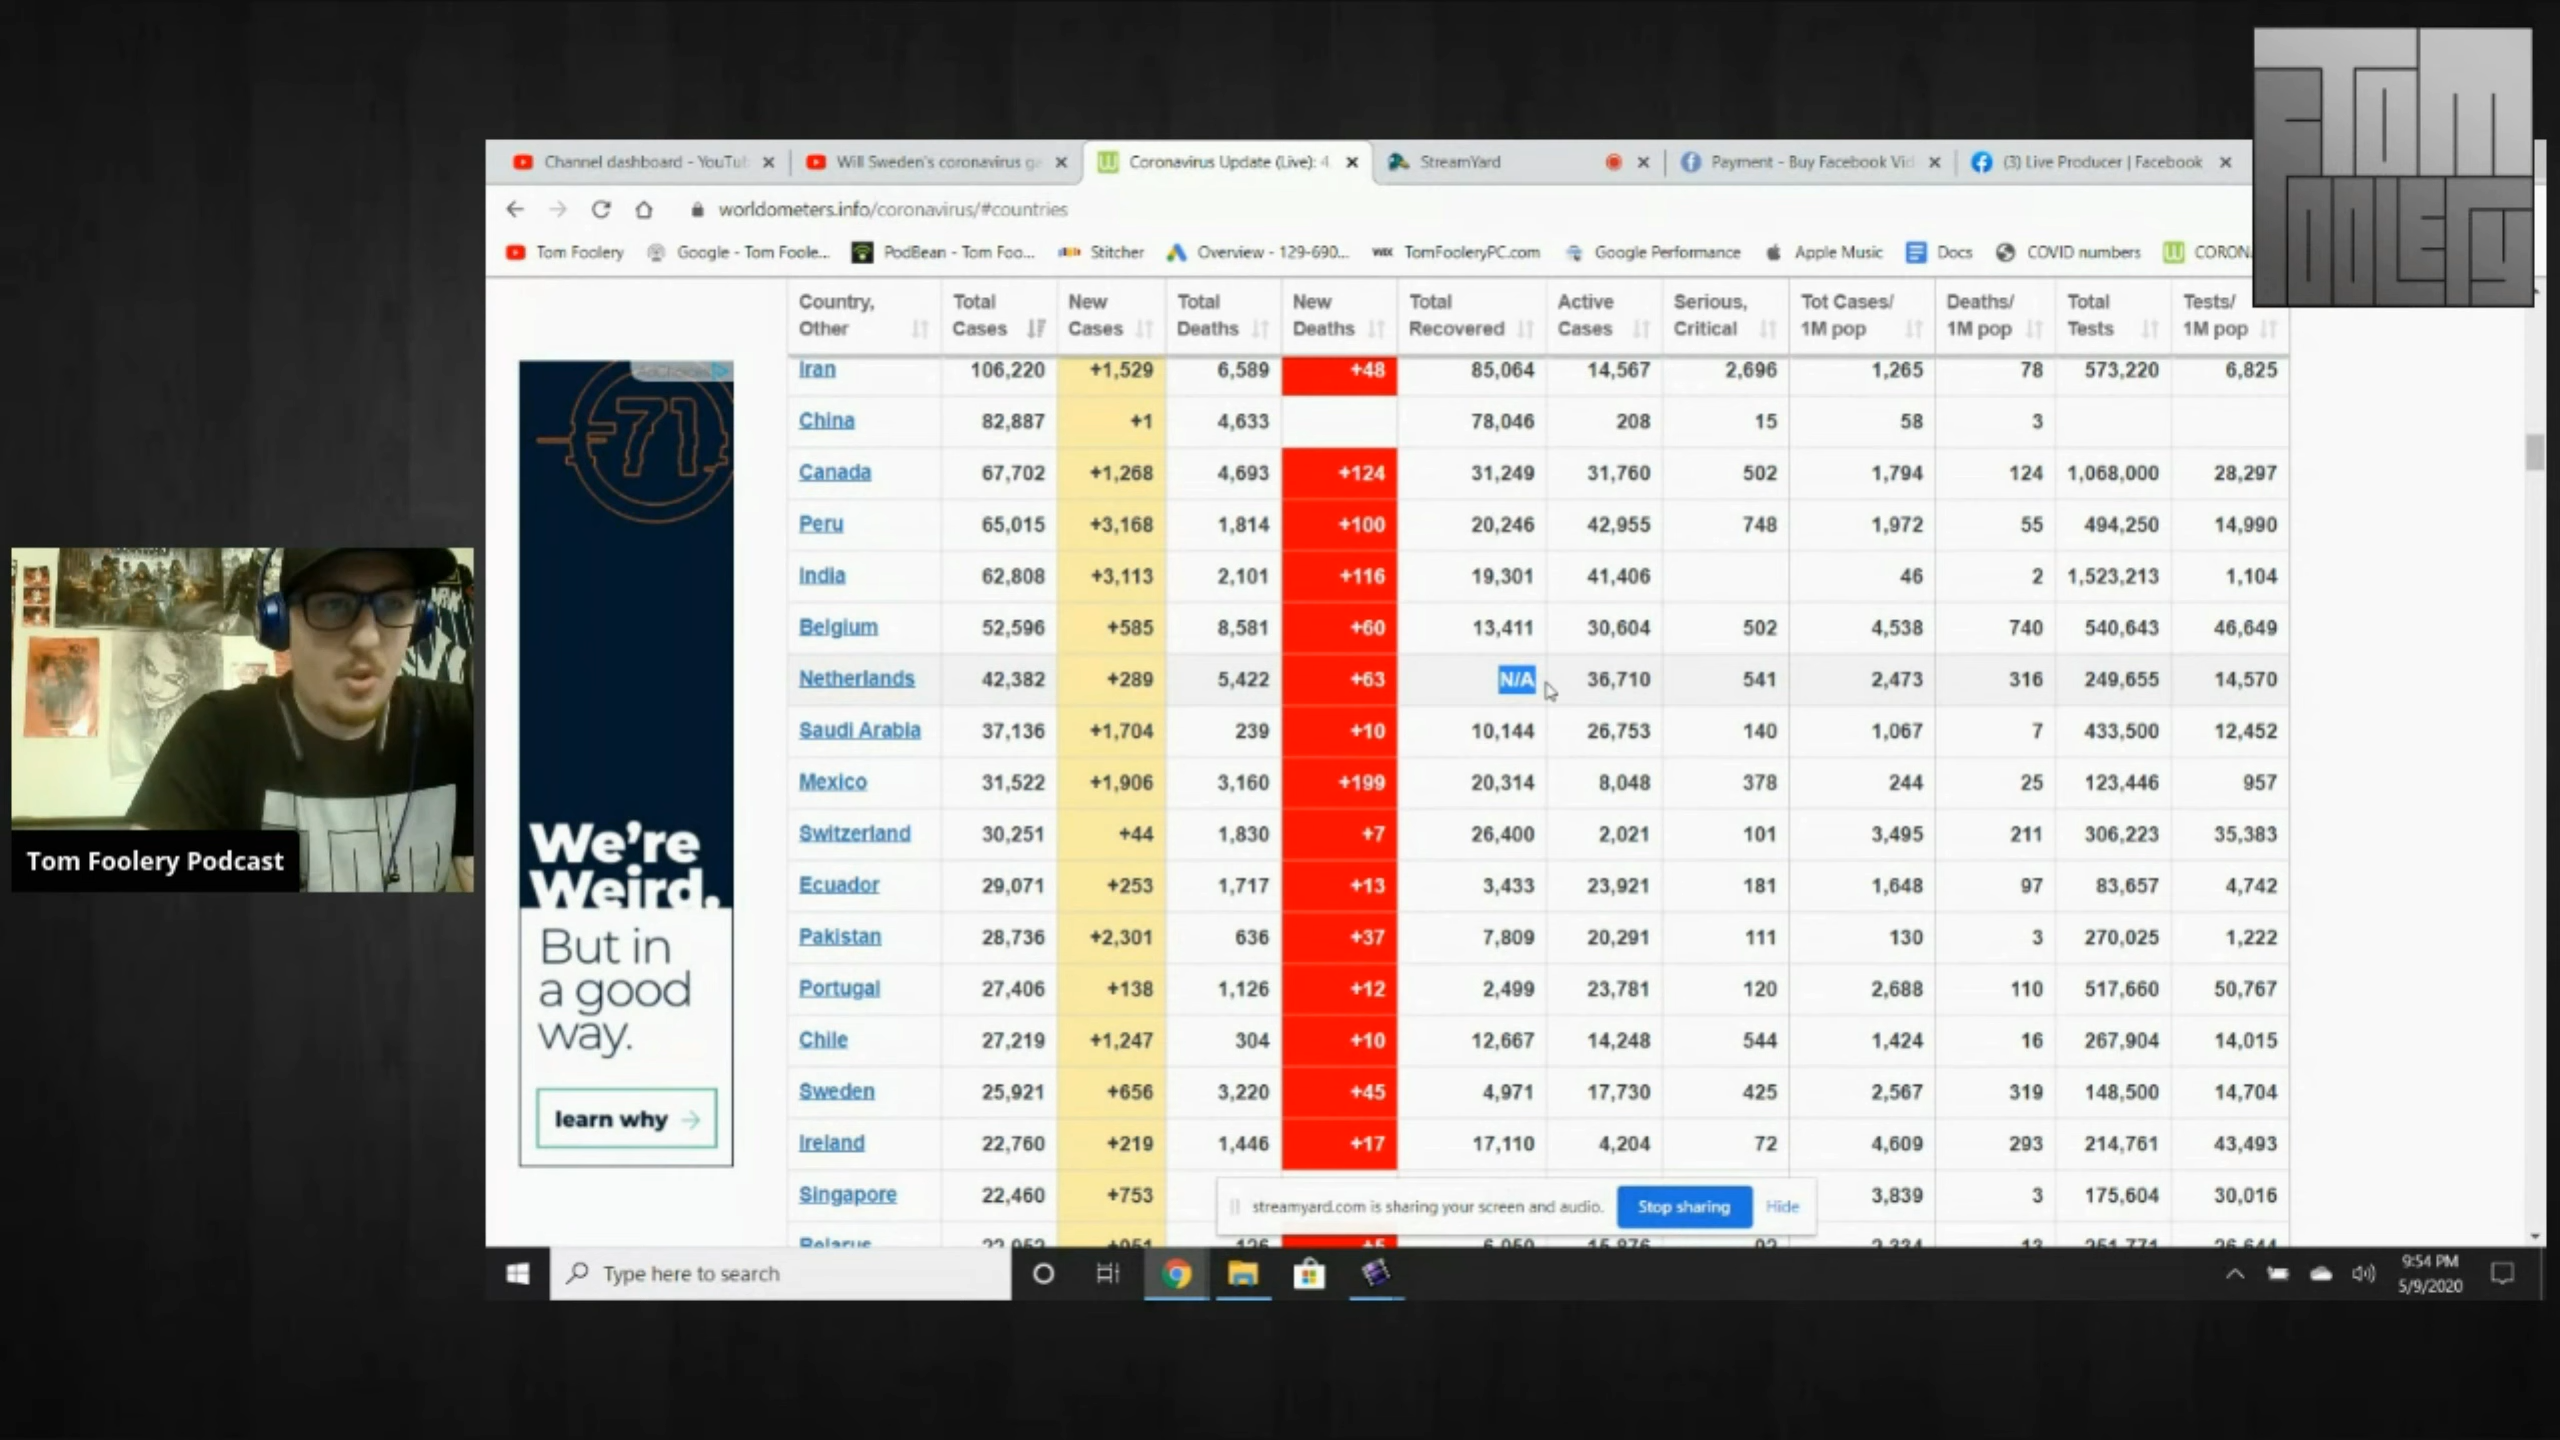 TOM FOOLERY
Channel dashboard - YouTub
Will Sweden's coronavirus ga
Coronavirus Update (Live): 4
StreamYard
Payment - Buy Facebook Vid
(3) Live Producer | Facebook
worldometers.info/coronavirus/#countries
Tom Foolery Google - Tom Foole... PodBean - Tom Foo... Stitcher Overview - 129-690... WIX TomFooleryPC.com Google Performance Apple Music Docs COVID numbers CORON
Country, Other Total Cases New Cases Total Deaths New Deaths Total Recovered Active Cases Serious, Critical Tot Cases/ 1M pop Deaths/ 1M pop Total Tests Tests/ 1M pop
Iran 106,220 +1,529 6,589 +48 85,064 14,567 2,696 1,265 78 573,220 6,825
China 82,887 +1 4,633 78,046 208 15 58 3
Canada 67,702 +1,268 4,693 +124 31,249 31,760 502 1,794 124 1,068,000 28,297
Peru 65,015 +3,168 1,814 +100 20,246 42,955 748 1,972 55 494,250 14,990
India 62,808 +3,113 2,101 +116 19,301 41,406 46 2 1,523,213 1,104
Belgium 52,596 +585 8,581 +60 13,411 30,604 502 4,538 740 540,643 46,649
Netherlands 42,382 +289 5,422 +63 N/A 36,710 541 2,473 316 249,655 14,570
Saudi Arabia 37,136 +1,704 239 +10 10,144 26,753 140 1,067 7 433,500 12,452
Mexico 31,522 +1,906 3,160 +199 20,314 8,048 378 244 25 123,446 957
Switzerland 30,251 +44 1,830 +7 26,400 2,021 101 3,495 211 306,223 35,383
Ecuador 29,071 +253 1,717 +13 3,433 23,921 181 1,648 97 83,657 4,742
Pakistan 28,736 +2,301 636 +37 7,809 20,291 111 130 3 270,025 1,222
Portugal 27,406 +138 1,126 +12 2,499 23,781 120 2,688 110 517,660 50,767
Chile 27,219 +1,247 304 +10 12,667 14,248 544 1,424 16 267,904 14,015
Sweden 25,921 +656 3,220 +45 4,971 17,730 425 2,567 319 148,500 14,704
Ireland 22,760 +219 1,446 +17 17,110 4,204 72 4,609 293 214,761 43,493
Singapore 22,460 +753 3,839 3 175,604 30,016
Belarus
AdChoices
71
We're
Weird.
But in
a good
way.
learn why
streamyard.com is sharing your screen and audio. Stop sharing Hide
Tom Foolery Podcast
Type here to search
9:54 PM
5/9/2020